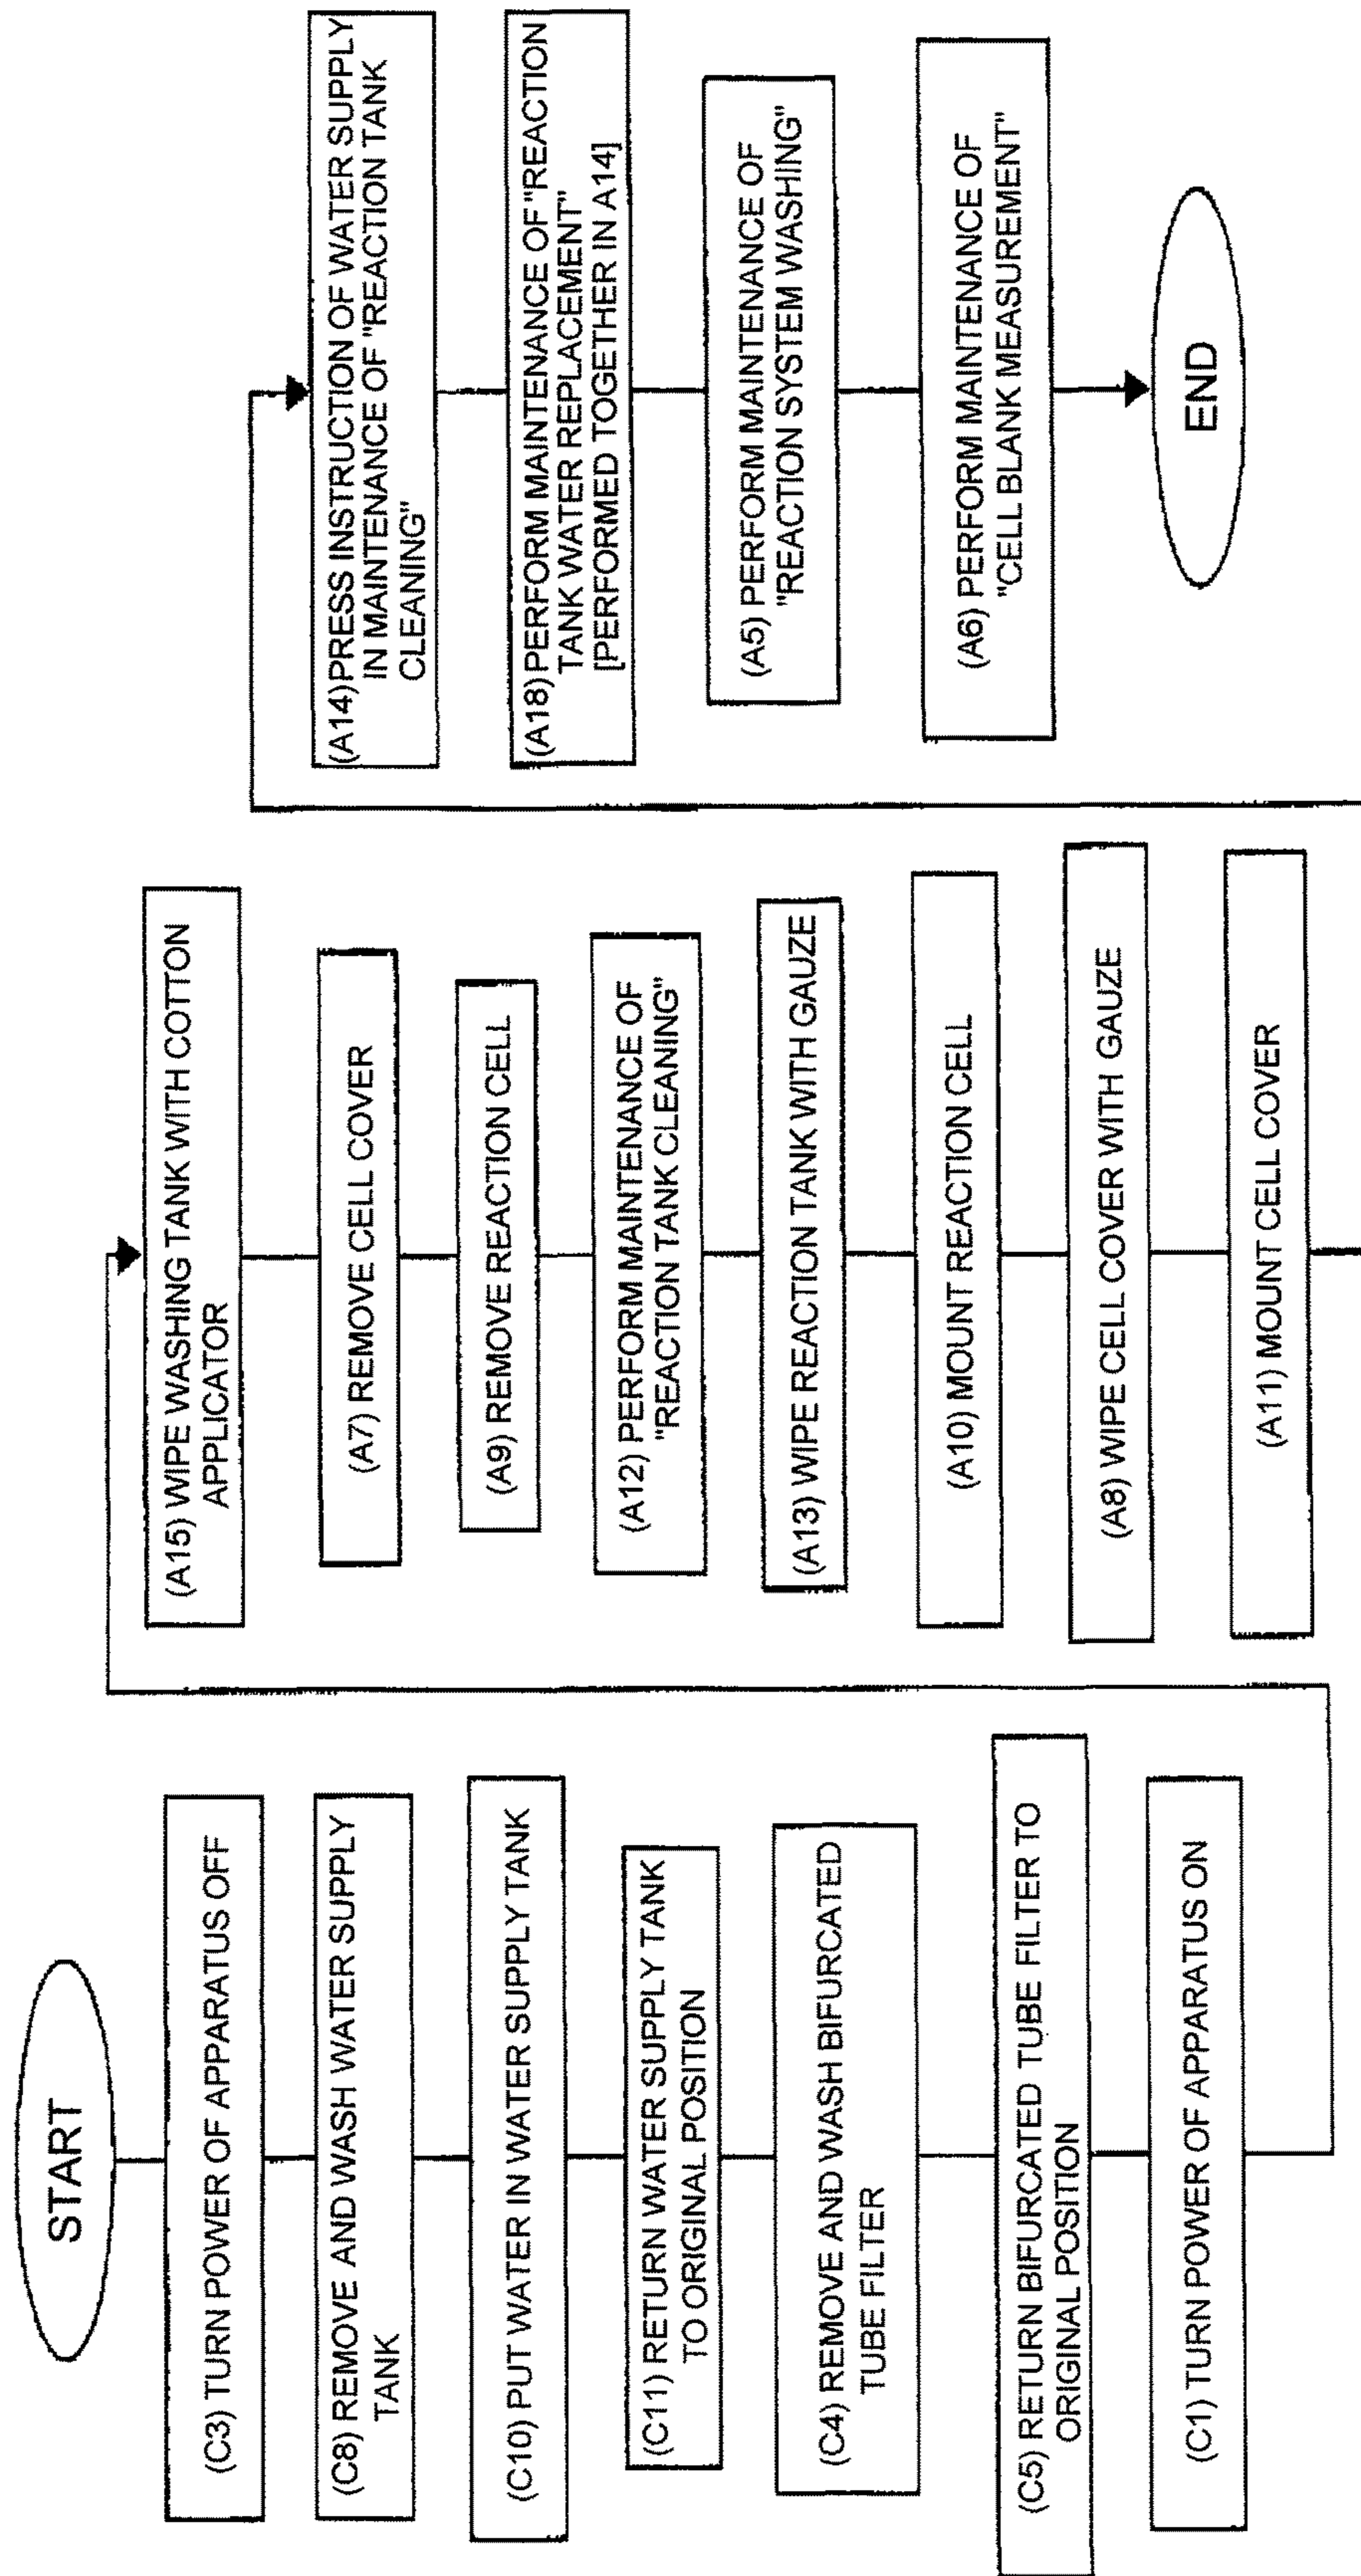 START
(C3) TURN POWER OF APPARATUS OFF
(C8) REMOVE AND WASH WATER SUPPLY
TANK
(C10) PUT WATER IN WATER SUPPLY TANK
(C11) RETURN WATER SUPPLY TANK
TO ORIGINAL POSITION
(C4) REMOVE AND WASH BIFURCATED
TUBE FILTER
(C5) RETURN BIFURCATED TUBE FILTER TO
ORIGINAL POSITION
(C1) TURN POWER OF APPARATUS ON
(A15) WIPE WASHING TANK WITH COTTON
APPLICATOR
(A7) REMOVE CELL COVER
(A9) REMOVE REACTION CELL
(A12) PERFORM MAINTENANCE OF
"REACTION TANK CLEANING"
(A13) WIPE REACTION TANK WITH GAUZE
(A10) MOUNT REACTION CELL
(A8) WIPE CELL COVER WITH GAUZE
(A11) MOUNT CELL COVER
(A14)PRESS INSTRUCTION OF WATER SUPPLY
IN MAINTENANCE OF "REACTION TANK
CLEANING"
(A18)PERFORM MAINTENANCE OF "REACTION
TANK WATER REPLACEMENT"
[PERFORMED TOGETHER IN A14]
(A5) PERFORM MAINTENANCE OF
"REACTION SYSTEM WASHING"
(A6) PERFORM MAINTENANCE OF
"CELL BLANK MEASUREMENT"
END